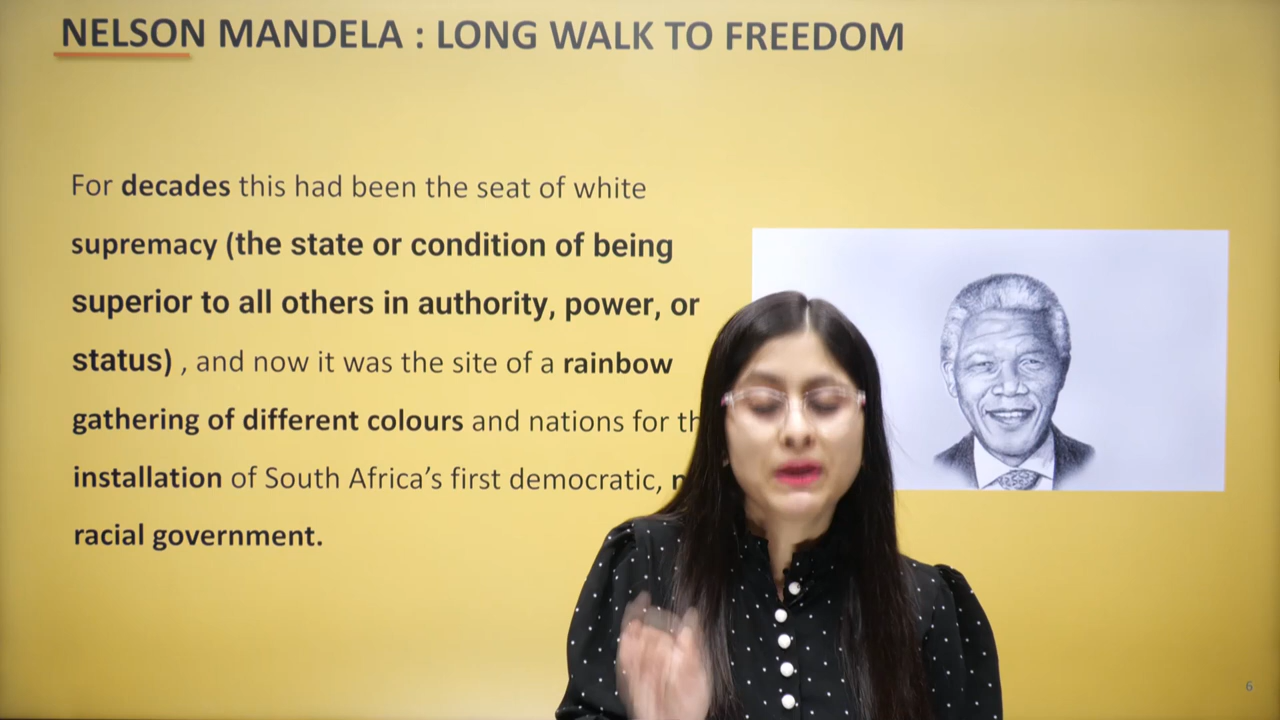 NELSON MANDELA : LONG WALK TO FREEDOM
For decades this had been the seat of white
supremacy (the state or condition of being
superior to all others in authority, power, or
status) , and now it was the site of a rainbow
gathering of different colours and nations for
installation of South Africa’s first democratic,
racial government.
6